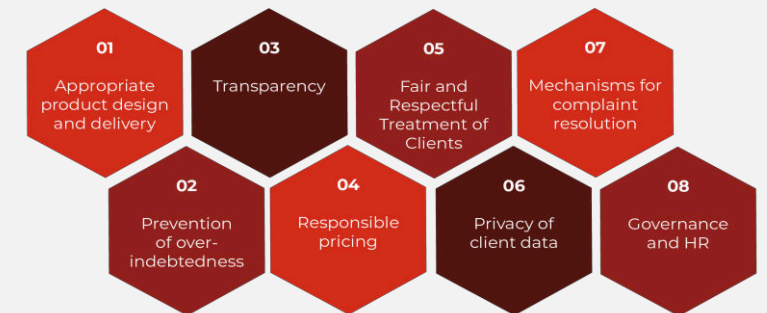 01
Appropriate
product design
and delivery
02
Prevention
of over-
indebtedness
03
Transparency
04
Responsible
pricing
05
Fair and
Respectful
Treatment of
Clients
06
Privacy of
client data
07
Mechanisms for
complaint
resolution
08
Governance
and HR